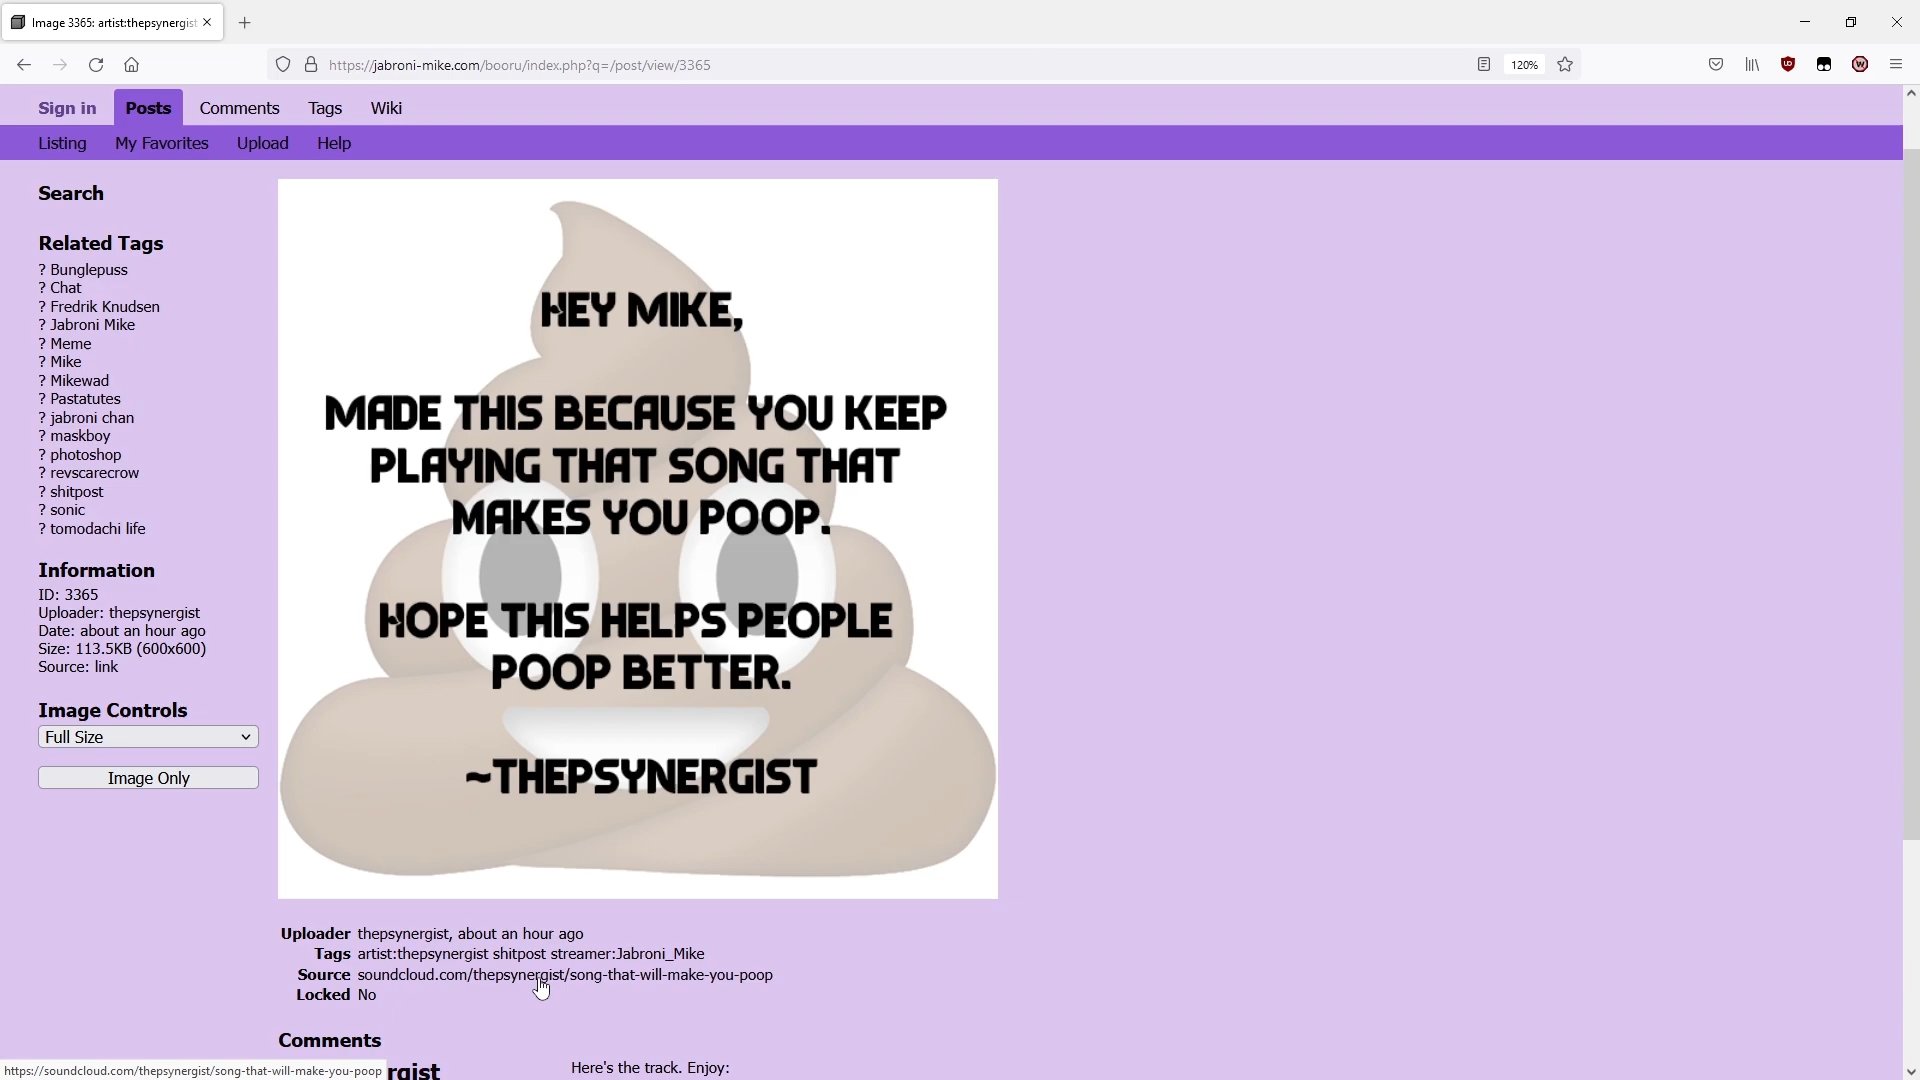 Image 3365: artist:thepsynergist
https://jabroni-mike.com/booru/index.php?q=/post/view/3365
120%
Sign in Posts Comments Tags Wiki
Listing My Favorites Upload Help
Search
Related Tags
? Bunglepuss
? Chat
? Fredrik Knudsen
? Jabroni Mike
? Meme
? Mike
? Mikewad
? Pastatutes
? jabroni chan
? maskboy
? photoshop
? revscarecrow
? shitpost
? sonic
? tomodachi life
Information
ID: 3365
Uploader: thepsynergist
Date: about an hour ago
Size: 113.5KB (600x600)
Source: link
Image Controls
Full Size
Image Only
HEY MIKE,
MADE THIS BECAUSE YOU KEEP
PLAYING THAT SONG THAT
MAKES YOU POOP.
HOPE THIS HELPS PEOPLE
POOP BETTER.
~THEPSYNERGIST
Uploader thepsynergist, about an hour ago
Tags artist:thepsynergist shitpost streamer:Jabroni_Mike
Source soundcloud.com/thepsynergist/song-that-will-make-you-poop
Locked No
Comments
Here's the track. Enjoy:
https://soundcloud.com/thepsynergist/song-that-will-make-you-poop